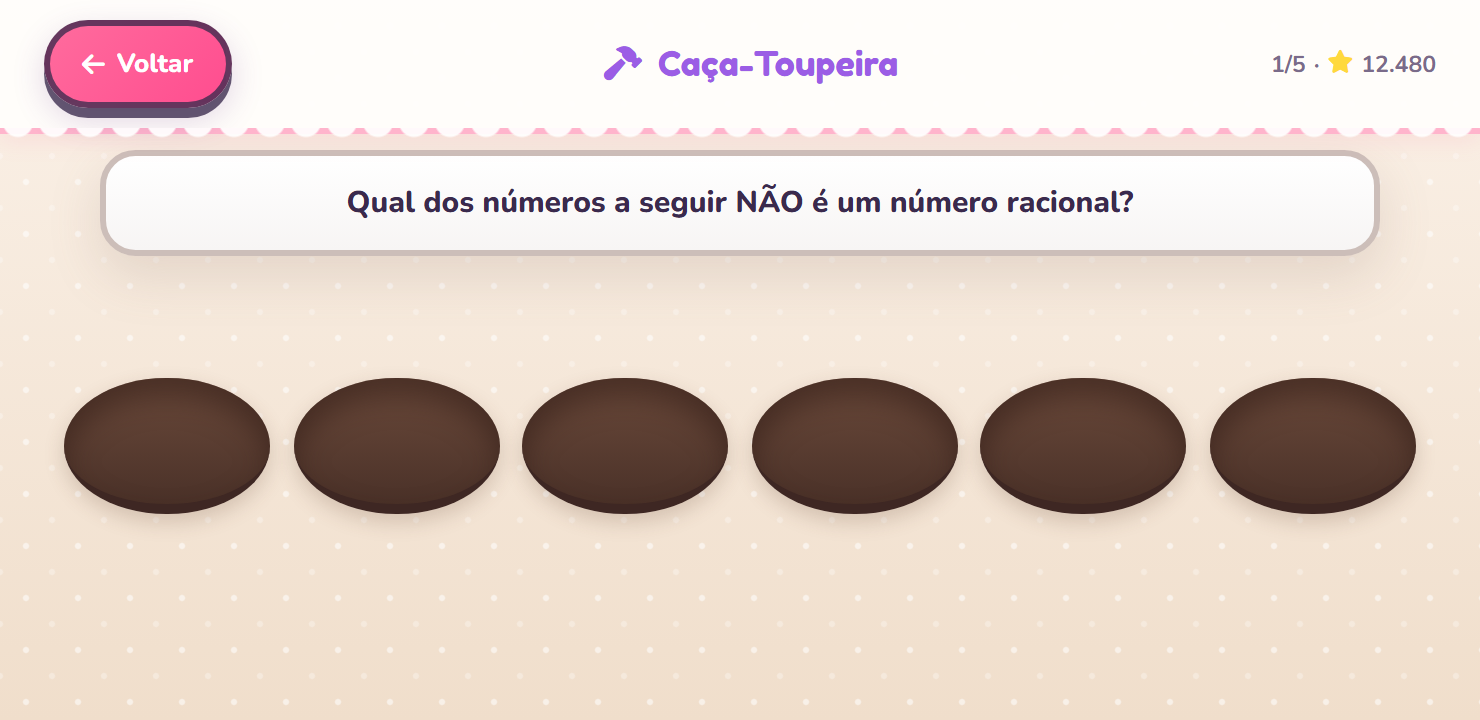 ← Voltar
Caça-Toupeira
1/5 · ⭐ 12.480
Qual dos números a seguir NÃO é um número racional?